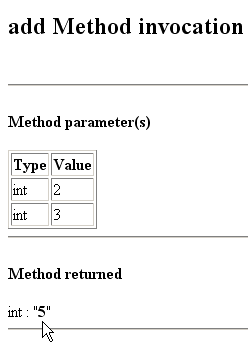 add Method invocation
Method parameter(s)
Type Value
int 2
int 3
Method returned
int : "5"